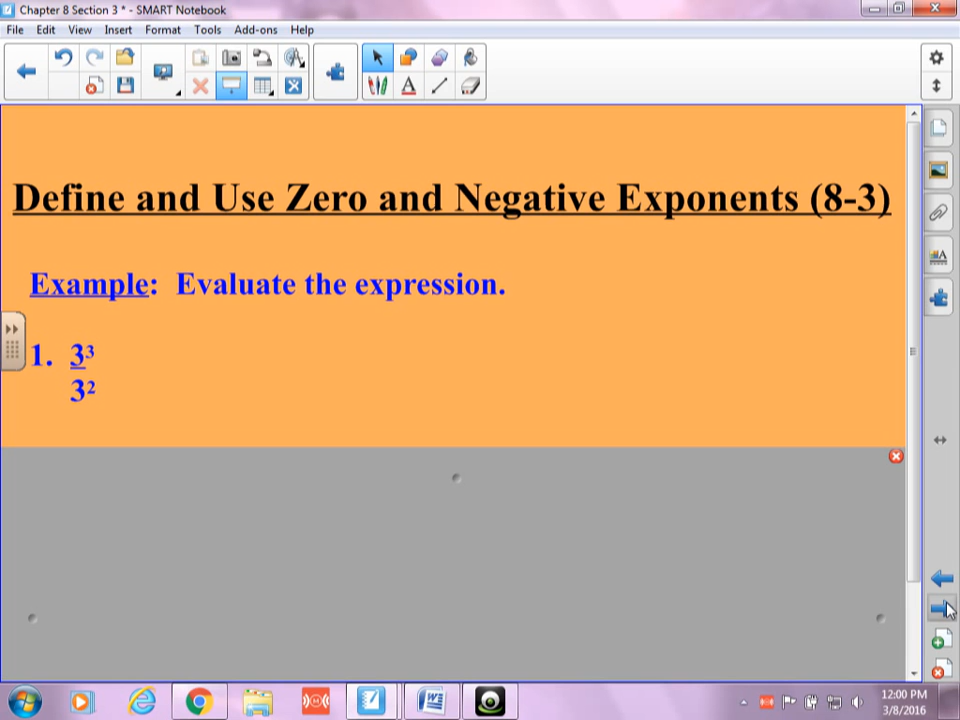 Chapter 8 Section 3 * - SMART Notebook
File Edit View Insert Format Tools Add-ons Help
Define and Use Zero and Negative Exponents (8-3)
Example: Evaluate the expression.
1. 3³
3²
12:00 PM
3/8/2016